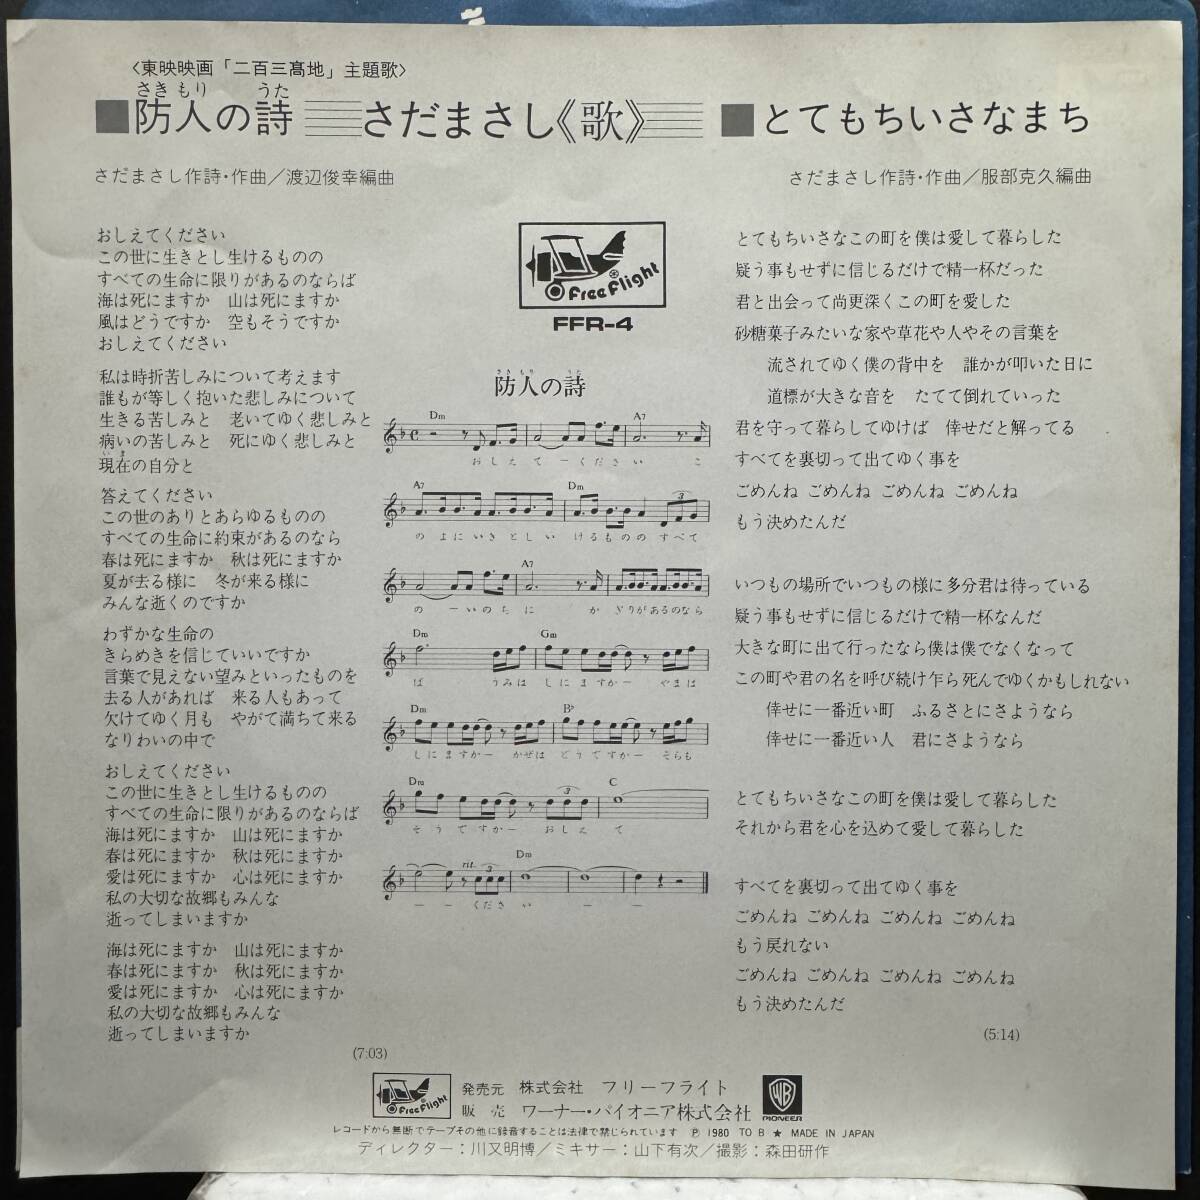 〈東映映画「二百三高地」主題歌〉
さきもり うた
■防人の詩 さだまさし《歌》
さだまさし作詩・作曲／渡辺俊幸編曲
おしえてください
この世に生きとし生けるものの
すべての生命に限りがあるのならば
海は死にますか 山は死にますか
風はどうですか 空もそうですか
おしえてください
私は時折苦しみについて考えます
誰もが等しく抱いた悲しみについて
生きる苦しみと 老いてゆく悲しみと
病いの苦しみと 死にゆく悲しみと
いま
現在の自分と
答えてください
この世のありとあらゆるものの
すべての生命に約束があるのなら
春は死にますか 秋は死にますか
夏が去る様に 冬が来る様に
みんな逝くのですか
わずかな生命の
きらめきを信じていいですか
言葉で見えない望みといったものを
去る人があれば 来る人もあって
欠けてゆく月も やがて満ちて来る
なりわいの中で
おしえてください
この世に生きとし生けるものの
すべての生命に限りがあるのならば
海は死にますか 山は死にますか
春は死にますか 秋は死にますか
愛は死にますか 心は死にますか
私の大切な故郷もみんな
逝ってしまいますか
海は死にますか 山は死にますか
春は死にますか 秋は死にますか
愛は死にますか 心は死にますか
私の大切な故郷もみんな
逝ってしまいますか
(7:03)
Free Flight
FFR-4
さきもり うた
防人の詩
Dm A7
おしえてーください こ
A7 Dm 3
のよにいきとしいけるもののすべて
A7
のーいのちに かぎりがあるのなら
Dm Gm
ば うみはしにますかー やまは
Dm B♭
しにますかー かぜはどうですかー そらも
Dm 3 C
そうですかー おしえて
rit. 3 Dm
ーー ください ー ー
■とてもちいさなまち
さだまさし作詩・作曲／服部克久編曲
とてもちいさなこの町を僕は愛して暮らした
疑う事もせずに信じるだけで精一杯だった
君と出会って尚更深くこの町を愛した
砂糖菓子みたいな家や草花や人やその言葉を
流されてゆく僕の背中を 誰かが叩いた日に
道標が大きな音を たてて倒れていった
君を守って暮らしてゆけば 倖せだと解ってる
すべてを裏切って出てゆく事を
ごめんね ごめんね ごめんね ごめんね
もう決めたんだ
いつもの場所でいつもの様に多分君は待っている
疑う事もせずに信じるだけで精一杯なんだ
大きな町に出て行ったなら僕は僕でなくなって
この町や君の名を呼び続け乍ら死んでゆくかもしれない
倖せに一番近い町 ふるさとにさようなら
倖せに一番近い人 君にさようなら
とてもちいさなこの町を僕は愛して暮らした
それから君を心を込めて愛して暮らした
すべてを裏切って出てゆく事を
ごめんね ごめんね ごめんね ごめんね
もう戻れない
ごめんね ごめんね ごめんね ごめんね
もう決めたんだ
(5:14)
Free Flight
発売元 株式会社 フリーフライト
販売 ワーナー・パイオニア株式会社
WB
PIONEER
レコードから無断でテープその他に録音することは法律で禁じられています Ⓟ 1980 TO B ★ MADE IN JAPAN
ディレクター：川又明博／ミキサー：山下有次／撮影：森田研作